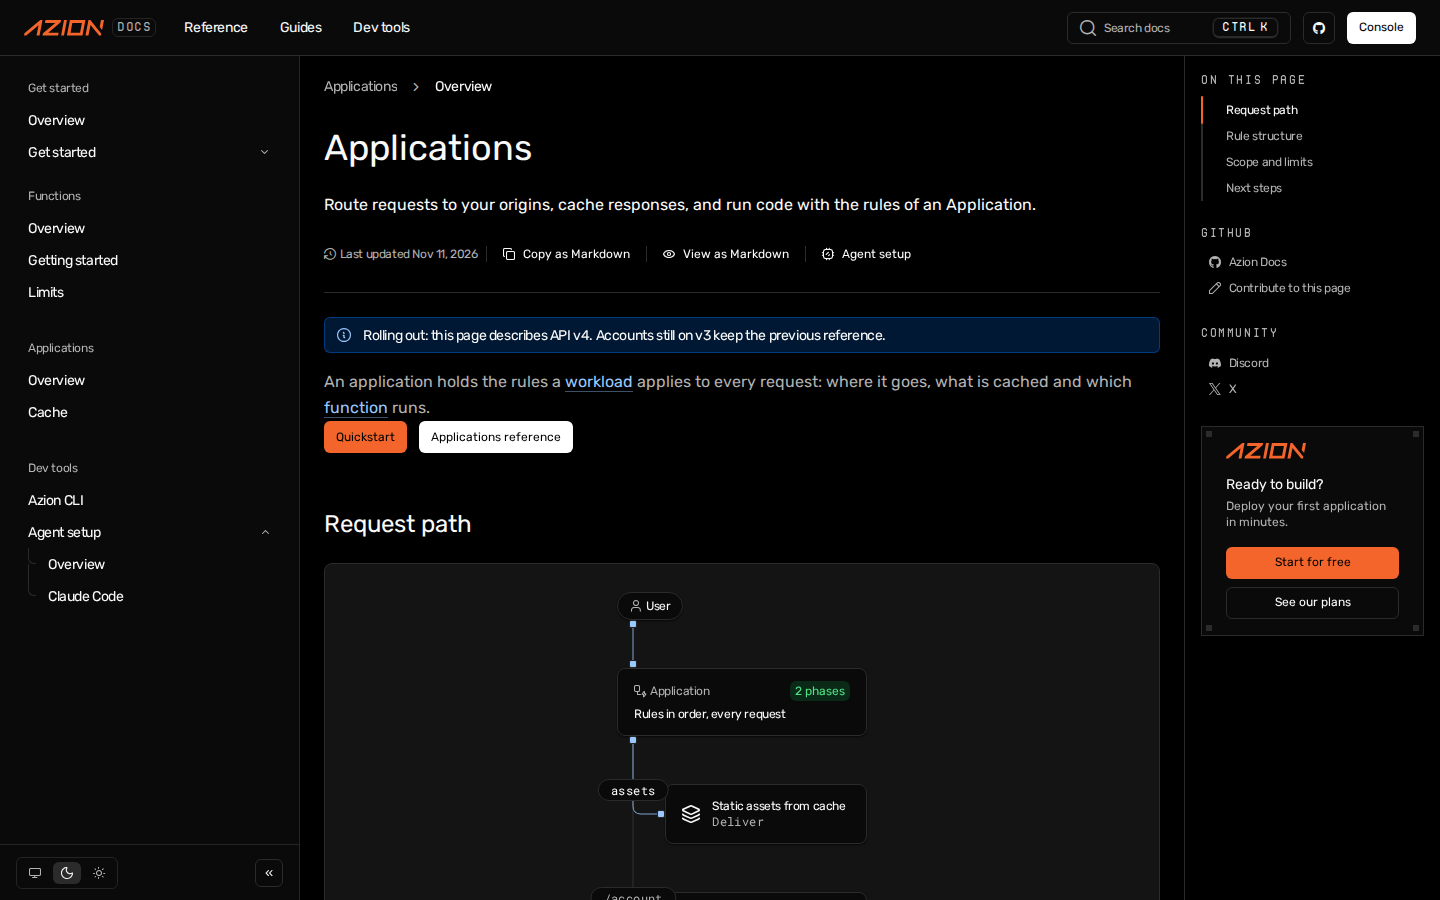 AZION DOCS Reference Guides Dev tools Search docs CTRL K Console
Get started
Overview
Get started
Functions
Overview
Getting started
Limits
Applications
Overview
Cache
Dev tools
Azion CLI
Agent setup
Overview
Claude Code
Applications > Overview
Applications
Route requests to your origins, cache responses, and run code with the rules of an Application.
Last updated Nov 11, 2026 Copy as Markdown View as Markdown Agent setup
Rolling out: this page describes API v4. Accounts still on v3 keep the previous reference.
An application holds the rules a workload applies to every request: where it goes, what is cached and which
function runs.
Quickstart Applications reference
Request path
User
Application 2 phases
Rules in order, every request
assets
Static assets from cache
Deliver
/account
ON THIS PAGE
Request path
Rule structure
Scope and limits
Next steps
GITHUB
Azion Docs
Contribute to this page
COMMUNITY
Discord
X
AZION
Ready to build?
Deploy your first application
in minutes.
Start for free
See our plans